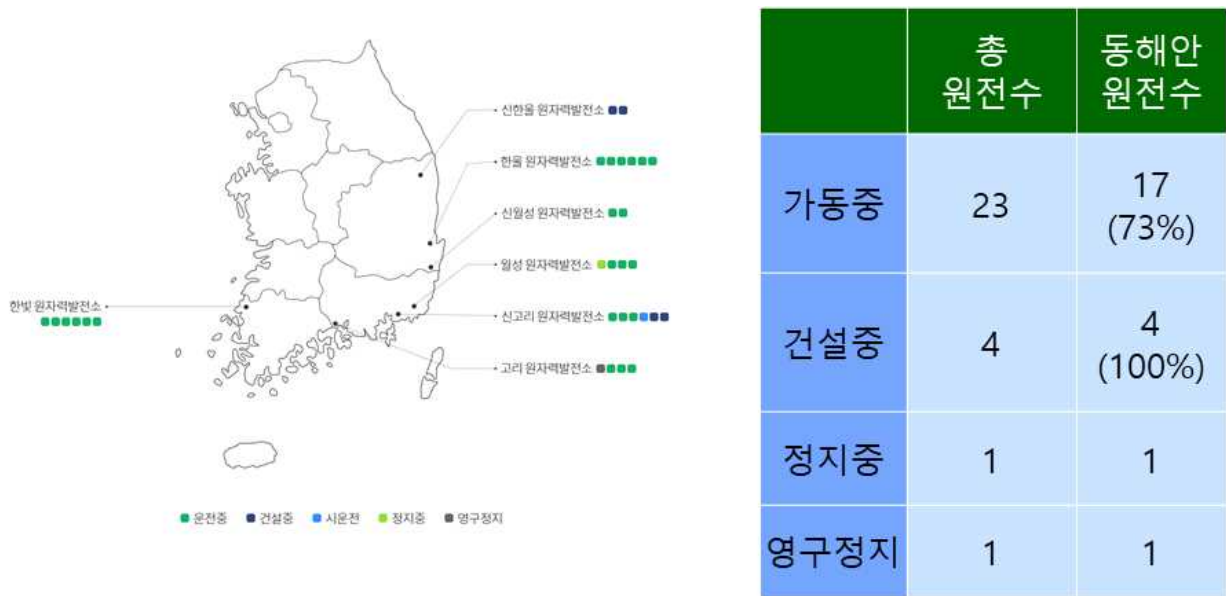 신한울 원자력발전소
한울 원자력발전소
신월성 원자력발전소
월성 원자력발전소
한빛 원자력발전소
신고리 원자력발전소
고리 원자력발전소
운전중 건설중 시운전 정지중 영구정지
총
원전수
동해안
원전수
가동중 23 17
(73%)
건설중 4 4
(100%)
정지중 1 1
영구정지 1 1